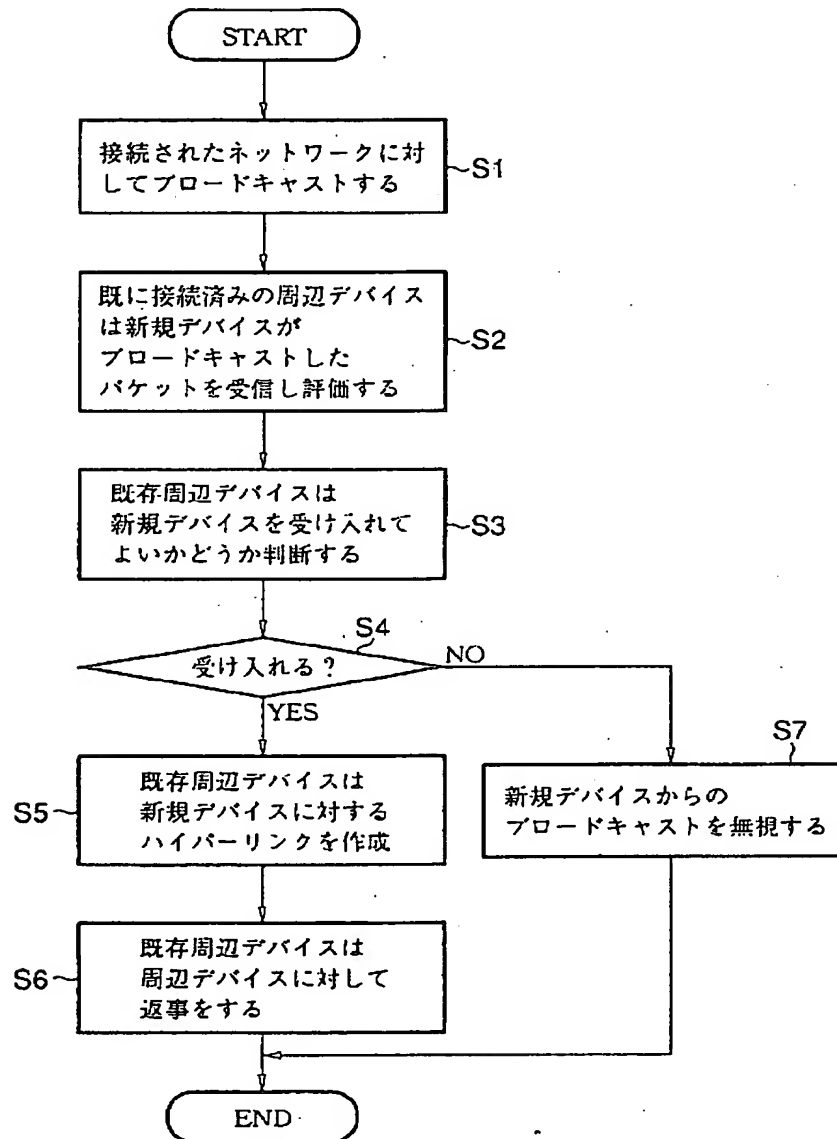 START
接続されたネットワークに対
してブロードキャストする
S1
既に接続済みの周辺デバイス
は新規デバイスが
ブロードキャストした
パケットを受信し評価する
S2
既存周辺デバイスは
新規デバイスを受け入れて
よいかどうか判断する
S3
S4
受け入れる？
NO
YES
S5
既存周辺デバイスは
新規デバイスに対する
ハイパーリンクを作成
S7
新規デバイスからの
ブロードキャストを無視する
S6
既存周辺デバイスは
周辺デバイスに対して
返事をする
END